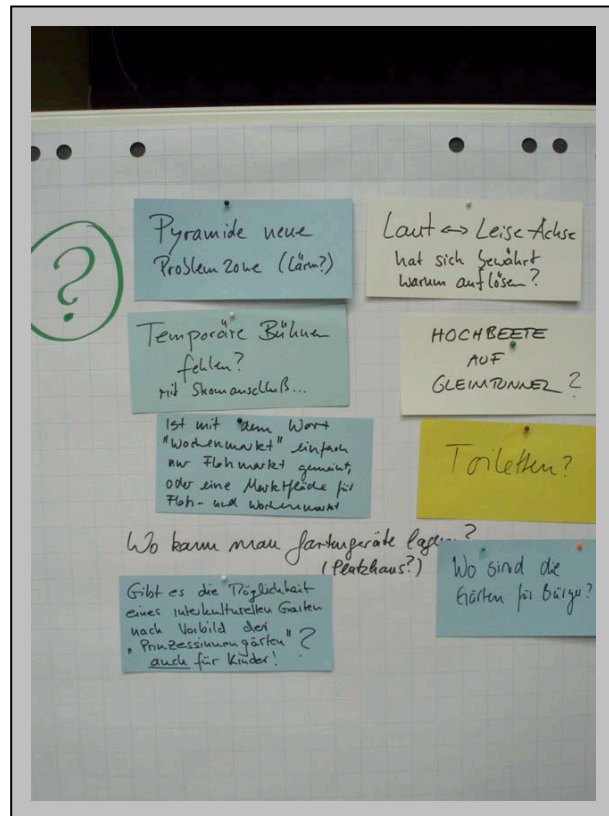 ?
Pyramide neue
Problem Zone (Lärm?)
Laut ↔ Leise-Achse
hat sich bewährt
warum auflösen?
Temporäre Bühnen
fehlen?
mit Stromanschluß...
HOCHBEETE
AUF
GLEIMTUNNEL?
Ist mit dem Wort
"Wochenmarkt" einfach
nur Flohmarkt gemeint,
oder eine Marktfläche für
Floh- und Wochenmarkt
Toiletten?
Wo kann man Gartengeräte lagern?
(Platzhaus?)
Wo sind die
Gärten für Bürger?
Gibt es die Möglichkeit
eines interkulturellen Garten
nach Vorbild der
„Prinzessinnengärten"?
auch für Kinder!